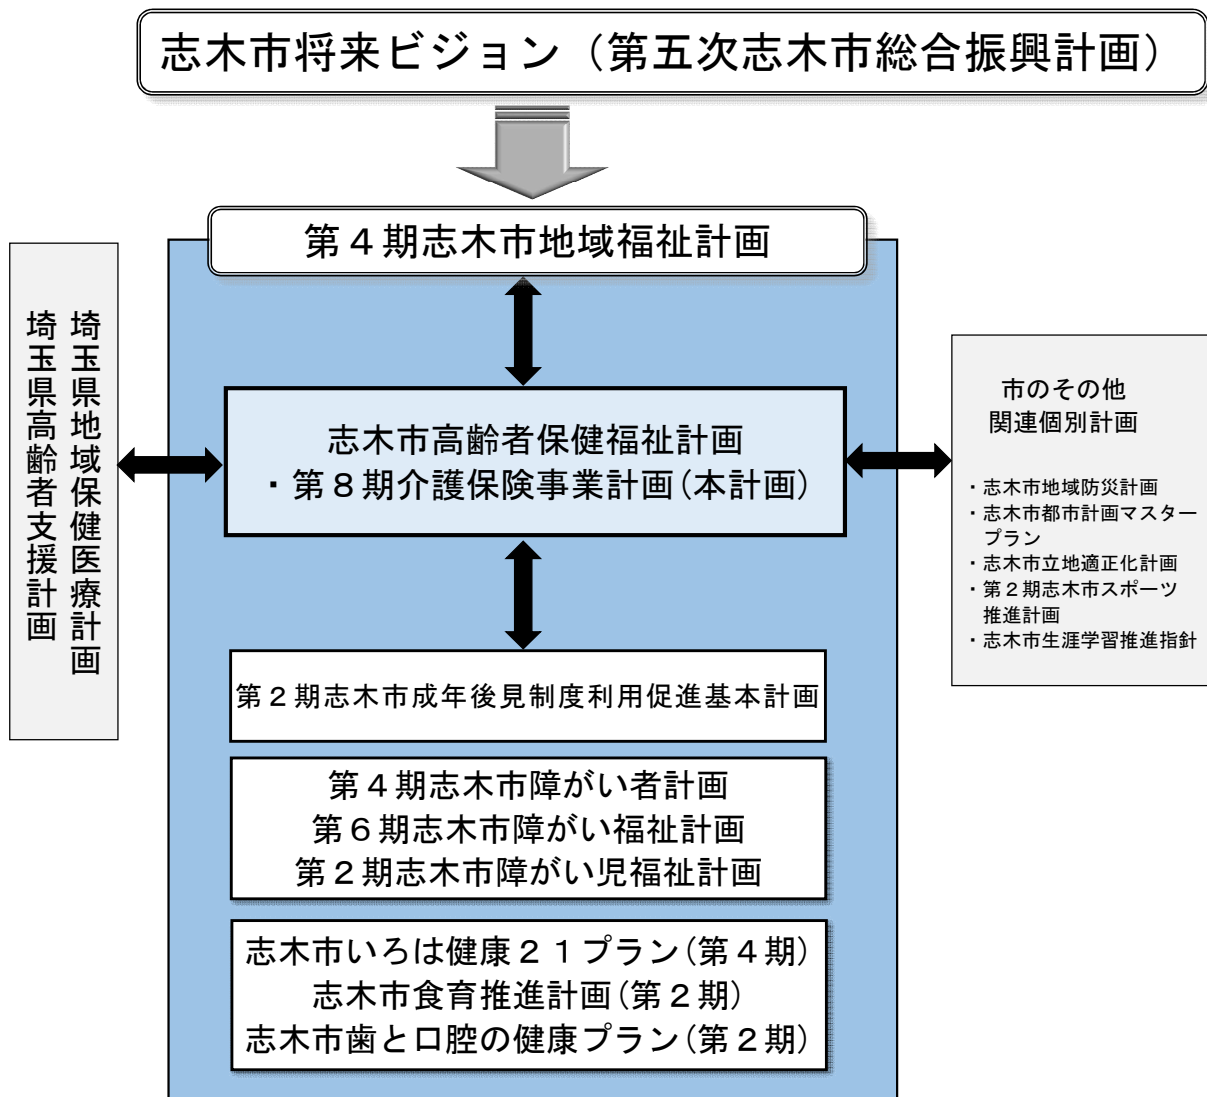 志木市将来ビジョン（第五次志木市総合振興計画）
第４期志木市地域福祉計画
埼玉県地域保健医療計画
埼玉県高齢者支援計画
志木市高齢者保健福祉計画
・第８期介護保険事業計画(本計画)
市のその他
関連個別計画
・志木市地域防災計画
・志木市都市計画マスター
プラン
・志木市立地適正化計画
・第２期志木市スポーツ
推進計画
・志木市生涯学習推進指針
第２期志木市成年後見制度利用促進基本計画
第４期志木市障がい者計画
第６期志木市障がい福祉計画
第２期志木市障がい児福祉計画
志木市いろは健康２１プラン(第４期)
志木市食育推進計画(第２期)
志木市歯と口腔の健康プラン(第２期)